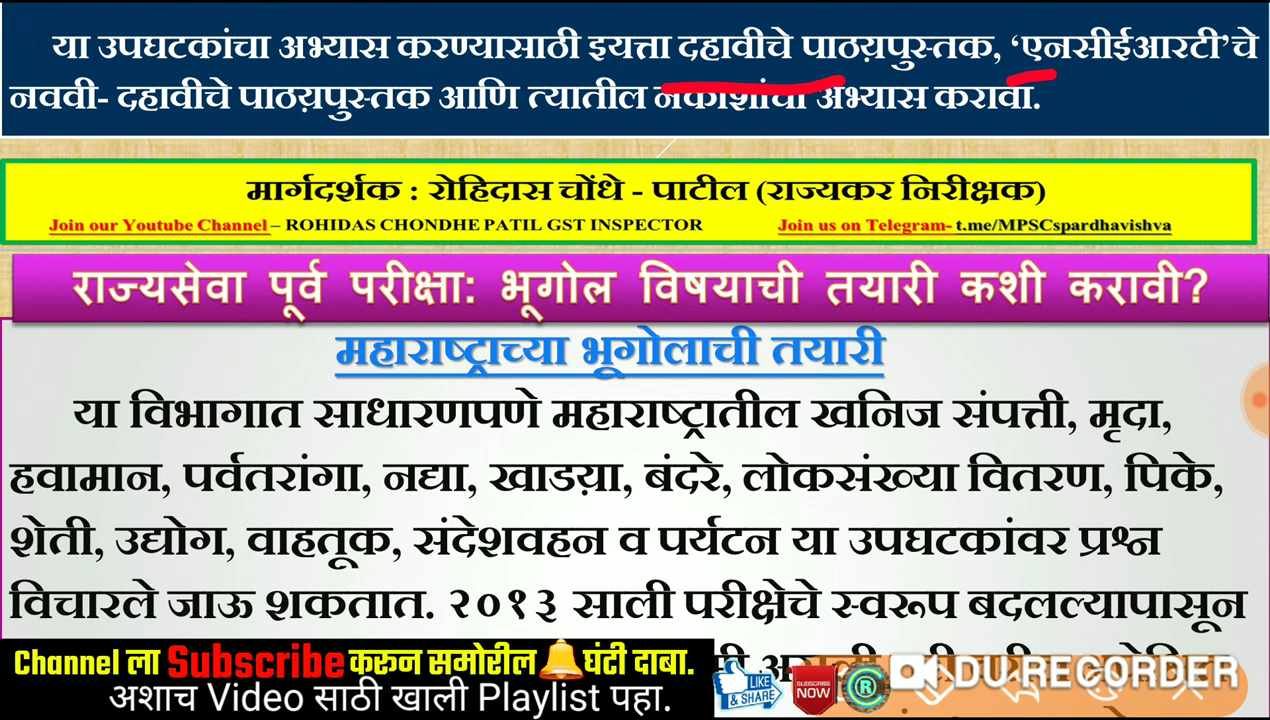 या उपघटकांचा अभ्यास करण्यासाठी इयत्ता दहावीचे पाठय़पुस्तक, ‘एनसीईआरटी’चे
नववी- दहावीचे पाठय़पुस्तक आणि त्यातील नकाशांचा अभ्यास करावा.
मार्गदर्शक : रोहिदास चोंधे - पाटील (राज्यकर निरीक्षक)
Join our Youtube Channel – ROHIDAS CHONDHE PATIL GST INSPECTOR Join us on Telegram- t.me/MPSCspardhavishva
राज्यसेवा पूर्व परीक्षा: भूगोल विषयाची तयारी कशी करावी?
महाराष्ट्राच्या भूगोलाची तयारी
या विभागात साधारणपणे महाराष्ट्रातील खनिज संपत्ती, मृदा,
हवामान, पर्वतरांगा, नद्या, खाडय़ा, बंदरे, लोकसंख्या वितरण, पिके,
शेती, उद्योग, वाहतूक, संदेशवहन व पर्यटन या उपघटकांवर प्रश्न
विचारले जाऊ शकतात. २०१३ साली परीक्षेचे स्वरूप बदलल्यापासून
Channel ला Subscribe करून समोरील घंटी दाबा.
अशाच Video साठी खाली Playlist पहा.
LIKE & SHARE
SUBSCRIBE NOW
R
DU RECORDER